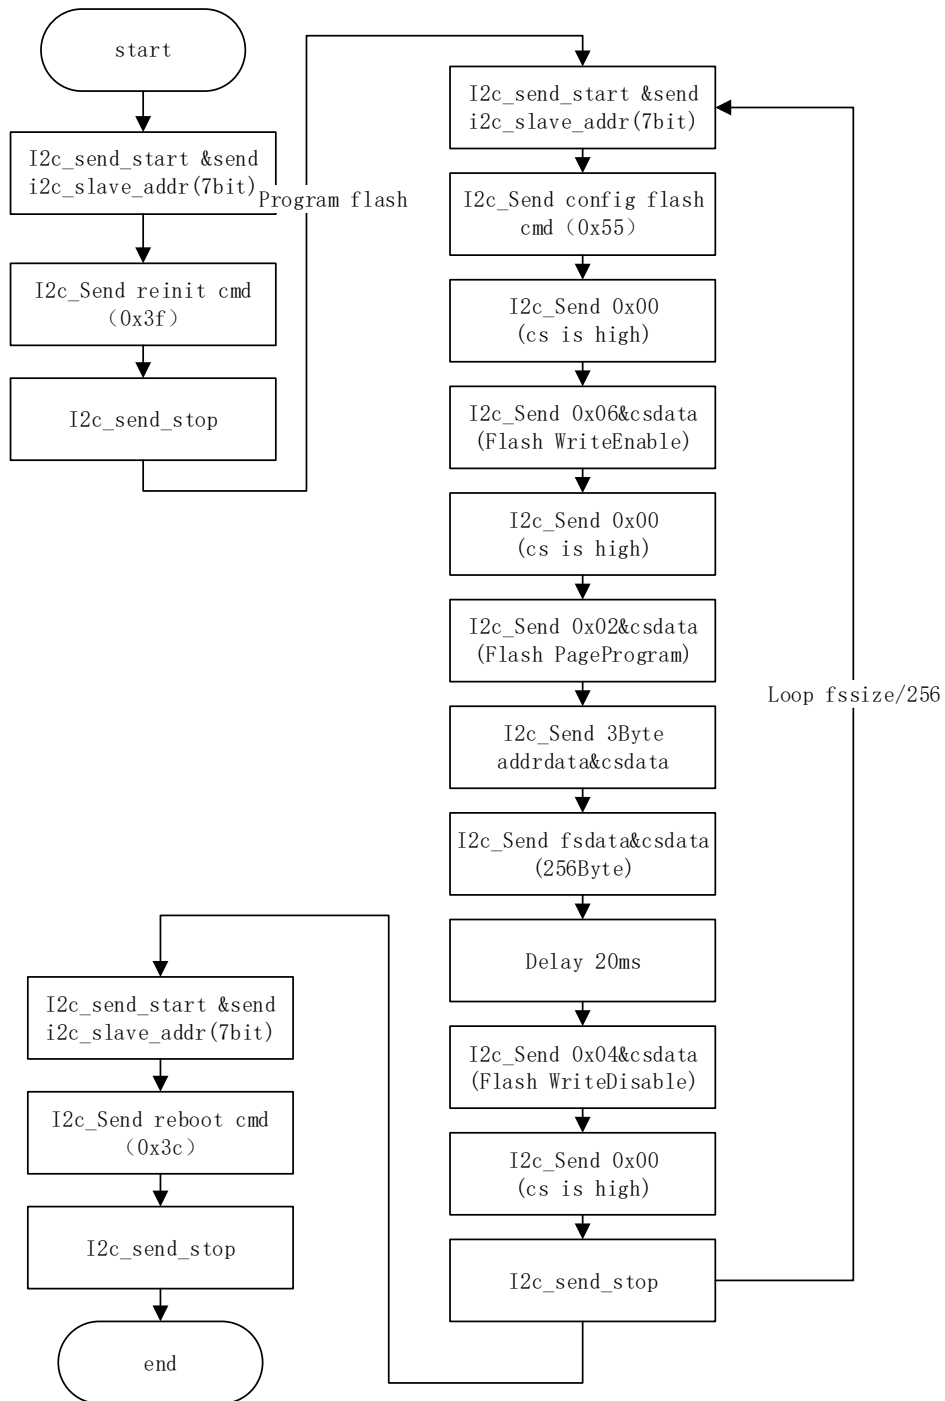 start
I2c_send_start &send
i2c_slave_addr(7bit)
I2c_Send reinit cmd
（0x3f）
I2c_send_stop
Program flash
I2c_send_start &send
i2c_slave_addr(7bit)
I2c_Send config flash
cmd（0x55）
I2c_Send 0x00
(cs is high)
I2c_Send 0x06&csdata
(Flash WriteEnable)
I2c_Send 0x00
(cs is high)
I2c_Send 0x02&csdata
(Flash PageProgram)
I2c_Send 3Byte
addrdata&csdata
I2c_Send fsdata&csdata
(256Byte)
Delay 20ms
I2c_Send 0x04&csdata
(Flash WriteDisable)
I2c_Send 0x00
(cs is high)
I2c_send_stop
Loop fssize/256
I2c_send_start &send
i2c_slave_addr(7bit)
I2c_Send reboot cmd
（0x3c）
I2c_send_stop
end